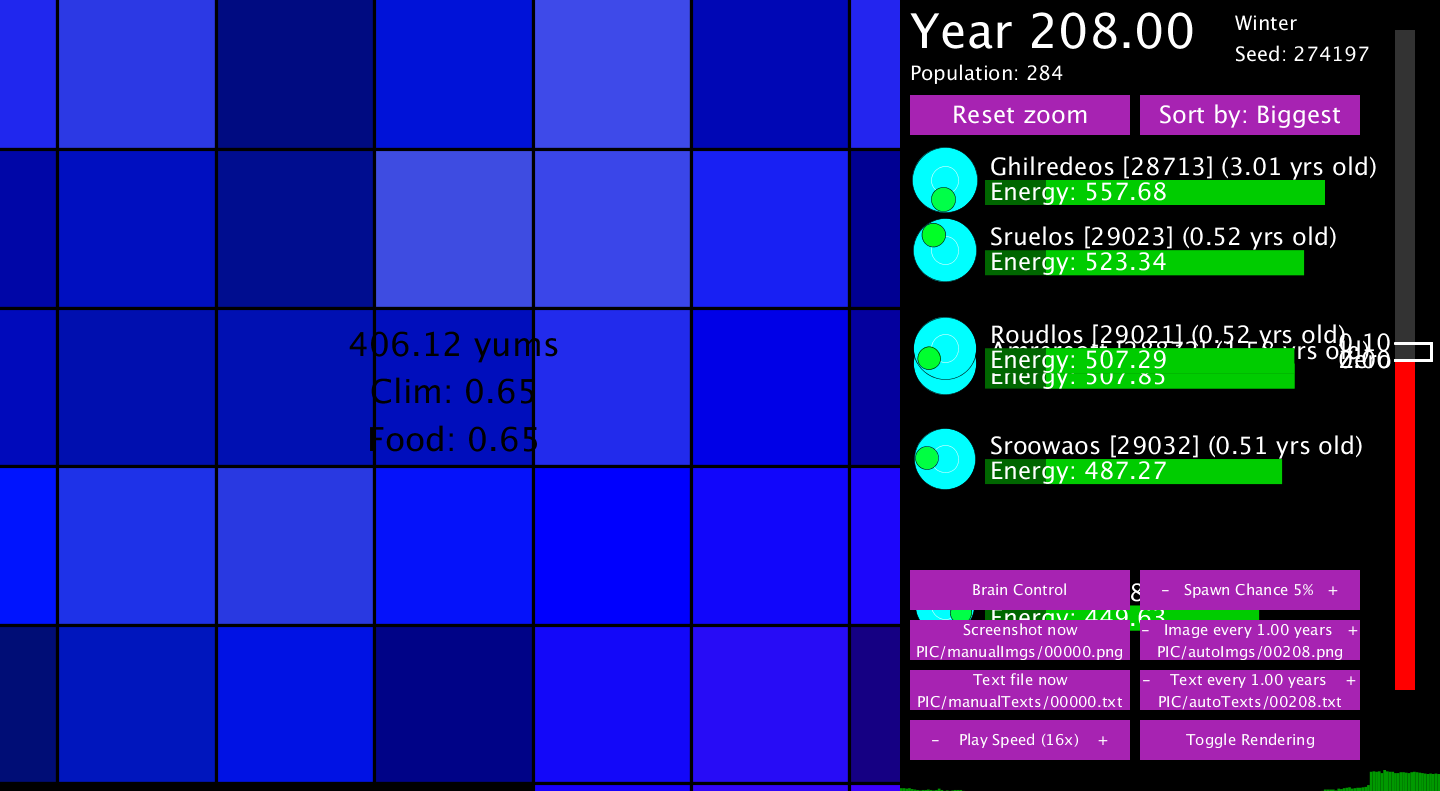 Year 208.00
Winter
Seed: 274197
Population: 284
Reset zoom
Sort by: Biggest
Ghilredeos [28713] (3.01 yrs old)
Energy: 557.68
Sruelos [29023] (0.52 yrs old)
Energy: 523.34
Roudlos [29021] (0.52 yrs old)
Energy: 507.29
Energy: 507.85
0.10
406.12 yums
Clim: 0.65
Food: 0.65
Sroowaos [29032] (0.51 yrs old)
Energy: 487.27
Energy: 449.63
Brain Control
- Spawn Chance 5% +
Screenshot now
PIC/manualImgs/00000.png
- Image every 1.00 years +
PIC/autoImgs/00208.png
Text file now
PIC/manualTexts/00000.txt
- Text every 1.00 years +
PIC/autoTexts/00208.txt
- Play Speed (16x) +
Toggle Rendering